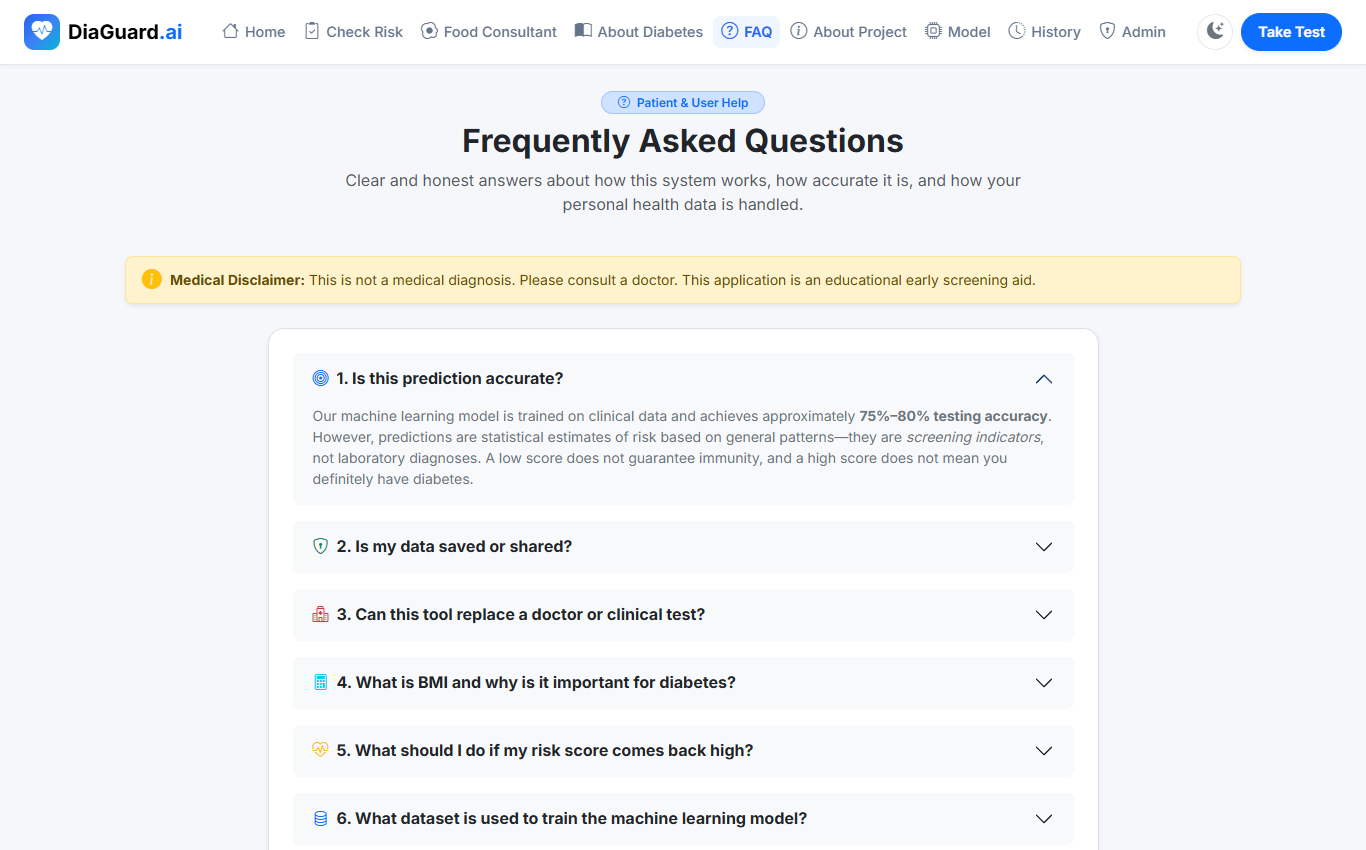 DiaGuard.ai
Home
Check Risk
Food Consultant
About Diabetes
FAQ
About Project
Model
History
Admin
Take Test
Patient & User Help
Frequently Asked Questions
Clear and honest answers about how this system works, how accurate it is, and how your
personal health data is handled.
Medical Disclaimer: This is not a medical diagnosis. Please consult a doctor. This application is an educational early screening aid.
1. Is this prediction accurate?
Our machine learning model is trained on clinical data and achieves approximately 75%–80% testing accuracy.
However, predictions are statistical estimates of risk based on general patterns—they are screening indicators,
not laboratory diagnoses. A low score does not guarantee immunity, and a high score does not mean you
definitely have diabetes.
2. Is my data saved or shared?
3. Can this tool replace a doctor or clinical test?
4. What is BMI and why is it important for diabetes?
5. What should I do if my risk score comes back high?
6. What dataset is used to train the machine learning model?